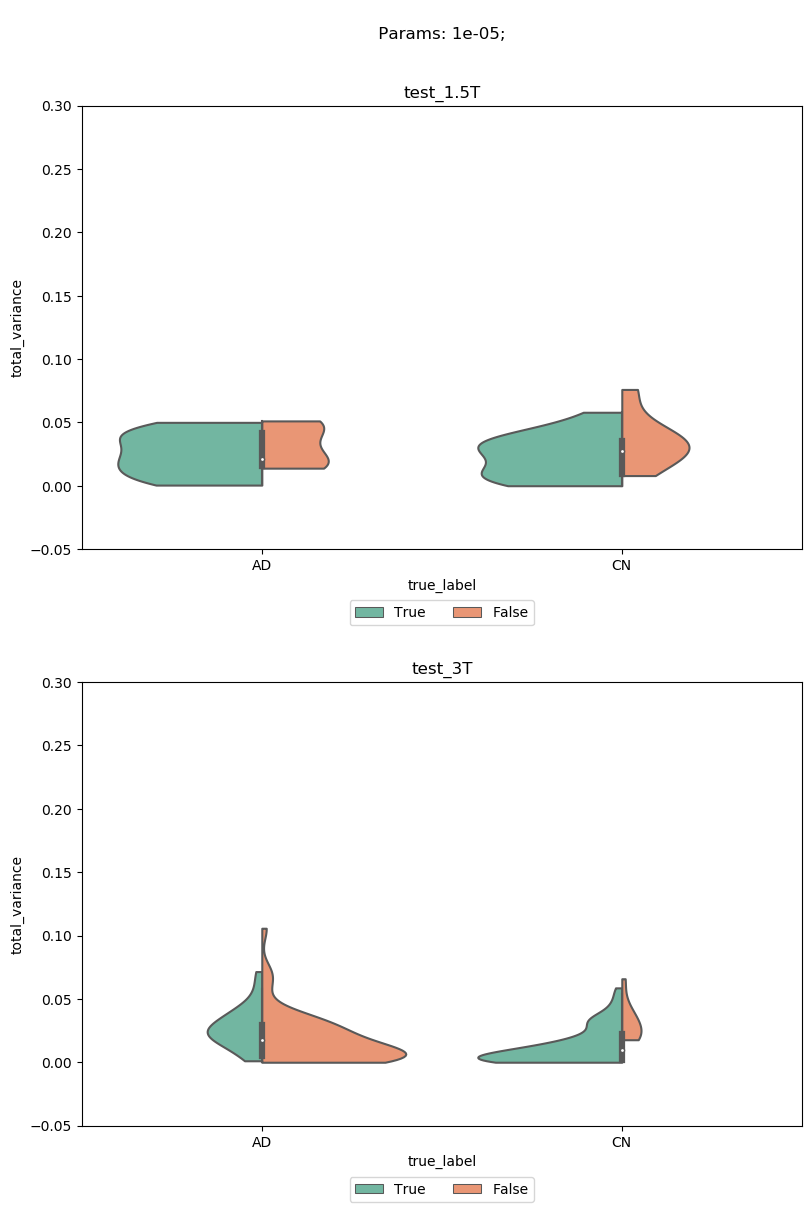 Params: 1e-05;
test_1.5T
0.30
0.25
0.20
0.15
0.10
0.05
0.00
−0.05
total_variance
AD CN
true_label
True False
test_3T
0.30
0.25
0.20
0.15
0.10
0.05
0.00
−0.05
total_variance
AD CN
true_label
True False